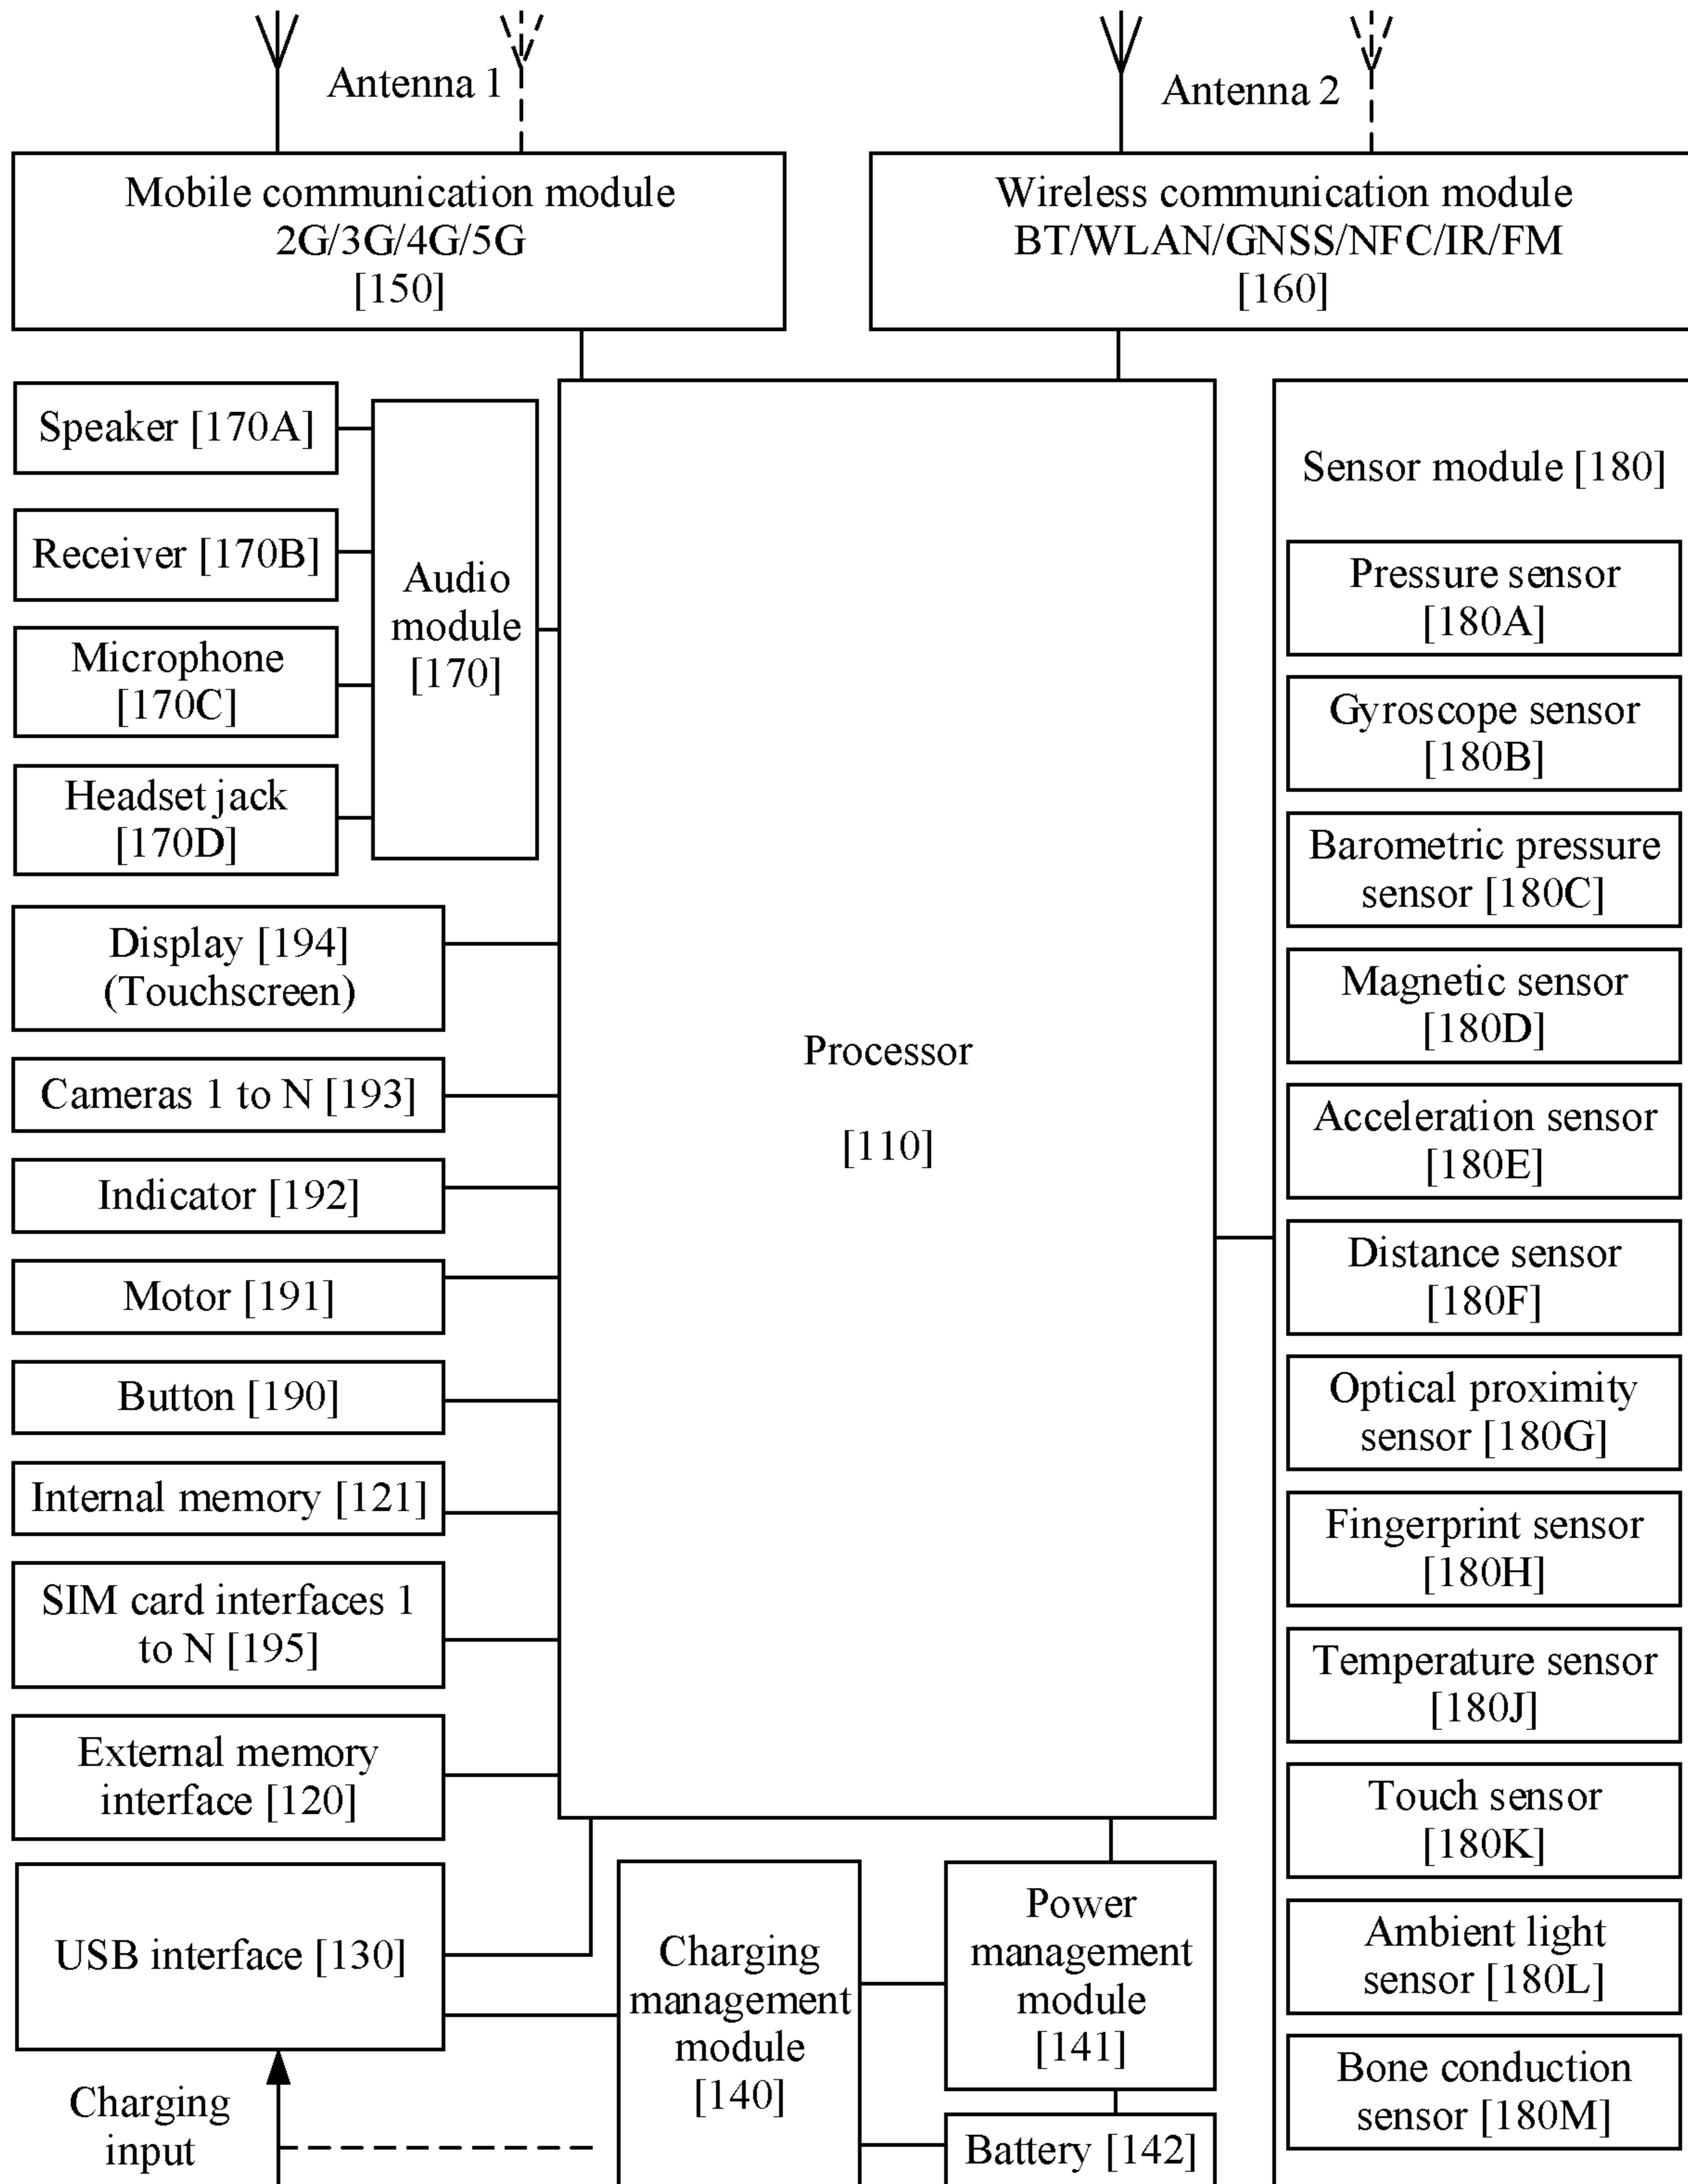 Antenna 1
Antenna 2
Mobile communication module
2G/3G/4G/5G
[150]
Wireless communication module
BT/WLAN/GNSS/NFC/IR/FM
[160]
Speaker [170A]
Receiver [170B]
Microphone
[170C]
Headset jack
[170D]
Audio
module
[170]
Display [194]
(Touchscreen)
Cameras 1 to N [193]
Indicator [192]
Motor [191]
Button [190]
Internal memory [121]
SIM card interfaces 1
to N [195]
External memory
interface [120]
USB interface [130]
Charging
input
Processor
[110]
Charging
management
module
[140]
Power
management
module
[141]
Battery [142]
Sensor module [180]
Pressure sensor
[180A]
Gyroscope sensor
[180B]
Barometric pressure
sensor [180C]
Magnetic sensor
[180D]
Acceleration sensor
[180E]
Distance sensor
[180F]
Optical proximity
sensor [180G]
Fingerprint sensor
[180H]
Temperature sensor
[180J]
Touch sensor
[180K]
Ambient light
sensor [180L]
Bone conduction
sensor [180M]